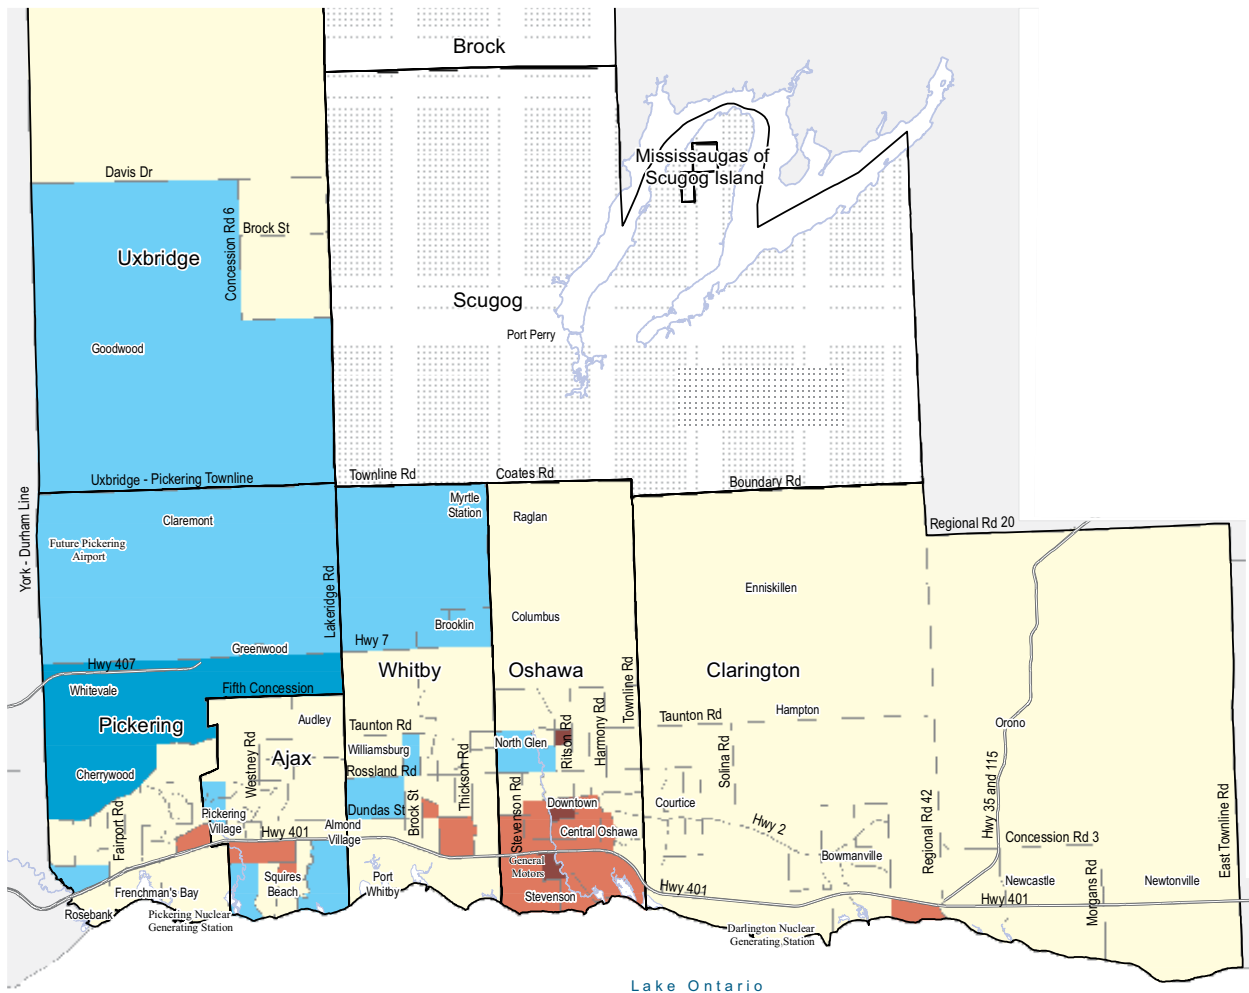 Brock
Mississaugas of
Scugog Island
Davis Dr
Concession Rd 6
Brock St
Uxbridge
Scugog
Port Perry
Goodwood
Uxbridge - Pickering Townline
Townline Rd
Coates Rd
Boundary Rd
York - Durham Line
Claremont
Myrtle
Station
Raglan
Regional Rd 20
Future Pickering
Airport
Lakeridge Rd
Enniskillen
Columbus
Brooklin
Hwy 7
Greenwood
Hwy 407
Whitevale
Fifth Concession
Whitby
Oshawa
Clarington
Townline Rd
Pickering
Audley
Taunton Rd
Taunton Rd
Hampton
Orono
Westney Rd
Ajax
Williamsburg
North Glen
Ritson Rd
Harmony Rd
Solina Rd
Cherrywood
Rossland Rd
Thickson Rd
Hwy 35 and 115
Fairport Rd
Pickering
Village
Dundas St
Brock St
Stevenson Rd
Downtown
Courtice
Hwy 2
Regional Rd 42
East Townline Rd
Hwy 401
Almond
Village
Central Oshawa
Concession Rd 3
Bowmanville
General
Motors
Squires
Beach
Port
Whitby
Frenchman's Bay
Stevenson
Hwy 401
Newcastle
Newtonville
Hwy 401
Morgans Rd
Rosebank
Pickering Nuclear
Generating Station
Darlington Nuclear
Generating Station
Lake Ontario